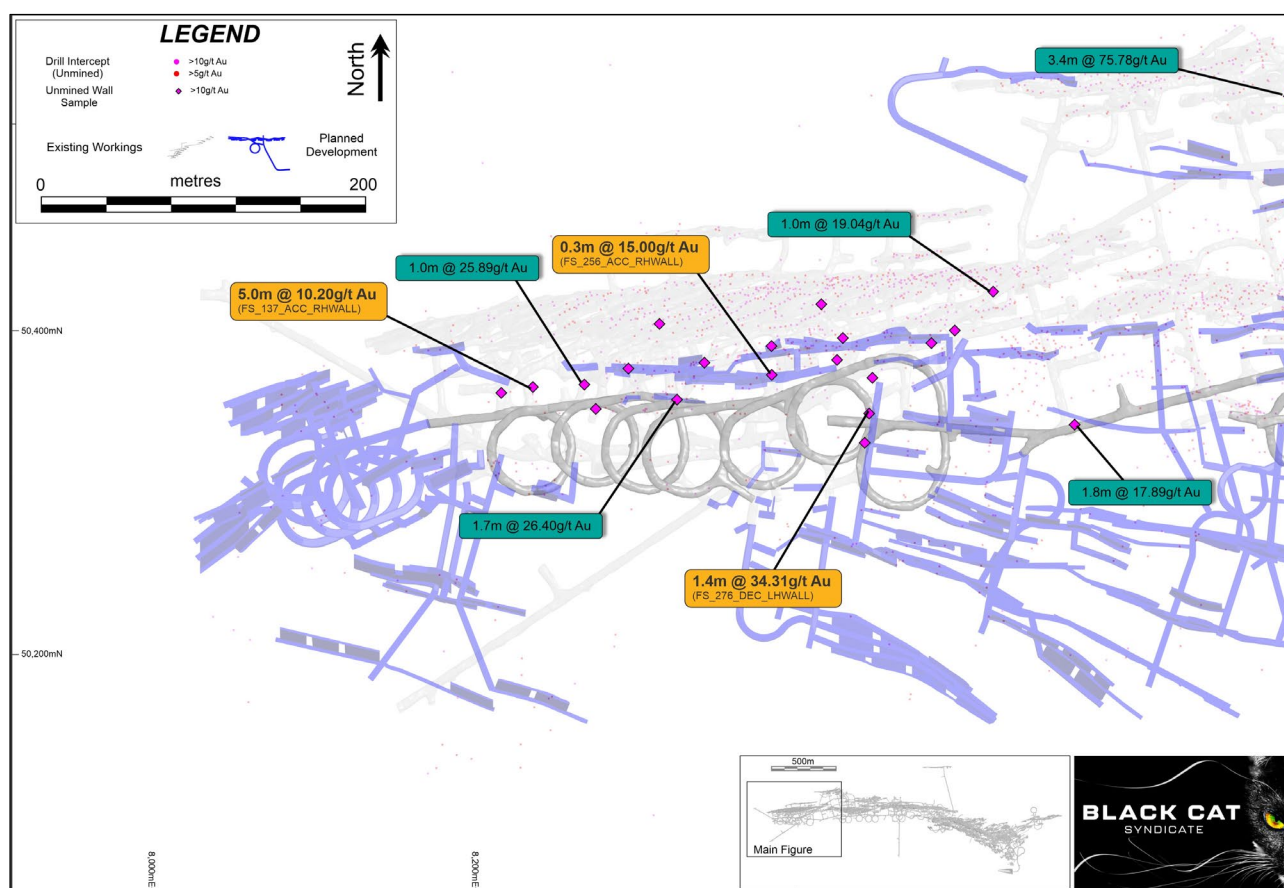 LEGEND
Drill Intercept
(Unmined)
>10g/t Au
>5g/t Au
Unmined Wall
Sample
>10g/t Au
North
Existing Workings
Planned
Development
metres
0
200
3.4m @ 75.78g/t Au
1.0m @ 19.04g/t Au
0.3m @ 15.00g/t Au
(FS_256_ACC_RHWALL)
1.0m @ 25.89g/t Au
5.0m @ 10.20g/t Au
(FS_137_ACC_RHWALL)
50,400mN
1.8m @ 17.89g/t Au
1.7m @ 26.40g/t Au
1.4m @ 34.31g/t Au
(FS_276_DEC_LHWALL)
50,200mN
500m
Main Figure
BLACK CAT
SYNDICATE
8,000mE
8,200mE